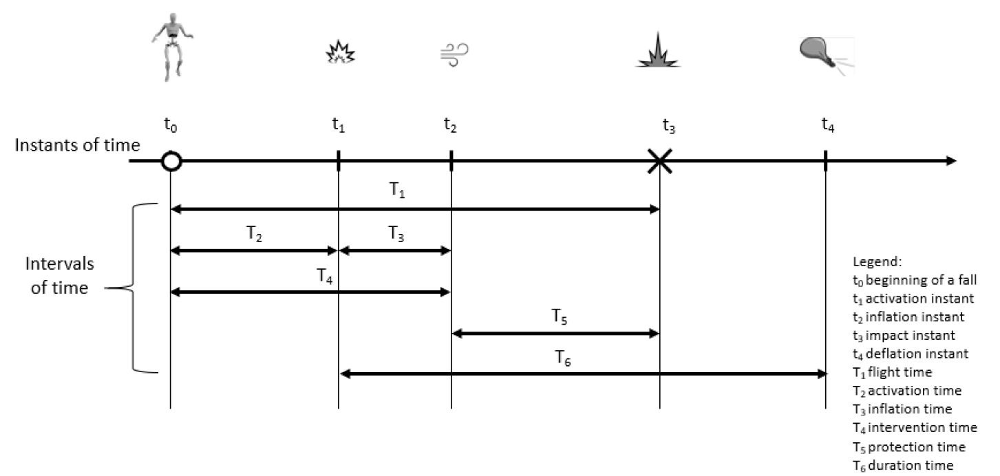 t₀
t₁
t₂
t₃
t₄
Instants of time
T₁
T₂
T₃
T₄
T₅
T₆
Intervals
of time
Legend:
t₀ beginning of a fall
t₁ activation instant
t₂ inflation instant
t₃ impact instant
t₄ deflation instant
T₁ flight time
T₂ activation time
T₃ inflation time
T₄ intervention time
T₅ protection time
T₆ duration time